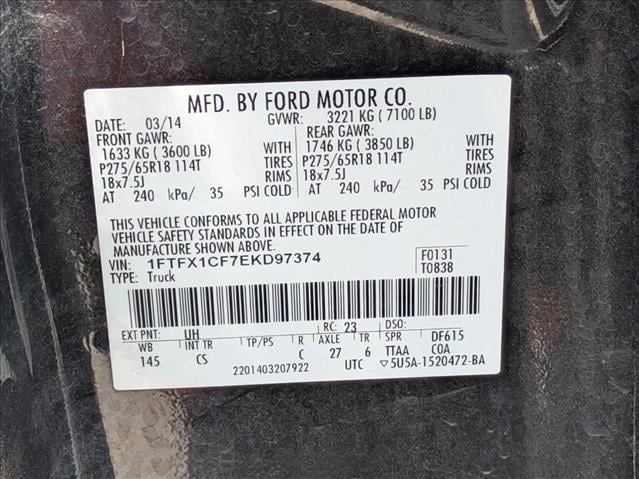 MFD. BY FORD MOTOR CO.
DATE: 03/14 GVWR: 3221 KG ( 7100 LB)
FRONT GAWR: REAR GAWR:
1633 KG ( 3600 LB) WITH 1746 KG ( 3850 LB) WITH
P275/65R18 114T TIRES P275/65R18 114T TIRES
18x7.5J RIMS 18x7.5J RIMS
AT 240 kPa/ 35 PSI COLD AT 240 kPa/ 35 PSI COLD
THIS VEHICLE CONFORMS TO ALL APPLICABLE FEDERAL MOTOR
VEHICLE SAFETY STANDARDS IN EFFECT ON THE DATE OF
MANUFACTURE SHOWN ABOVE.
VIN: 1FTFX1CF7EKD97374 F0131
TYPE: Truck T0838
EXT PNT: UH RC: 23 DSO:
WB INT TR TP/PS R AXLE TR SPR DF615
145 CS C 27 6 TTAA COA
2201403207922 UTC ▽5U5A-1520472-BA